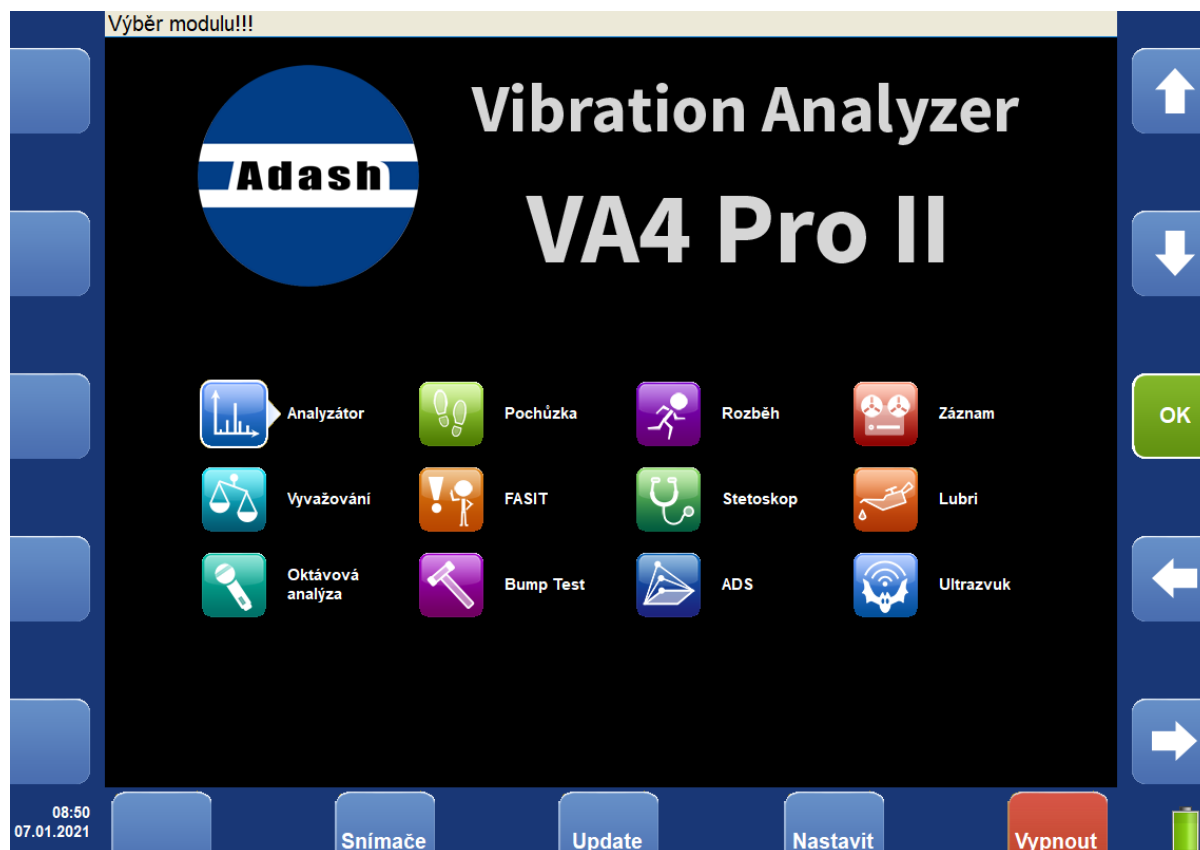 Výběr modulu!!!
Adash
Vibration Analyzer
VA4 Pro II
Analyzátor
Pochůzka
Rozběh
Záznam
OK
Vyvažování
FASIT
Stetoskop
Lubri
Oktávová
analýza
Bump Test
ADS
Ultrazvuk
08:50
07.01.2021
Snímače
Update
Nastavit
Vypnout